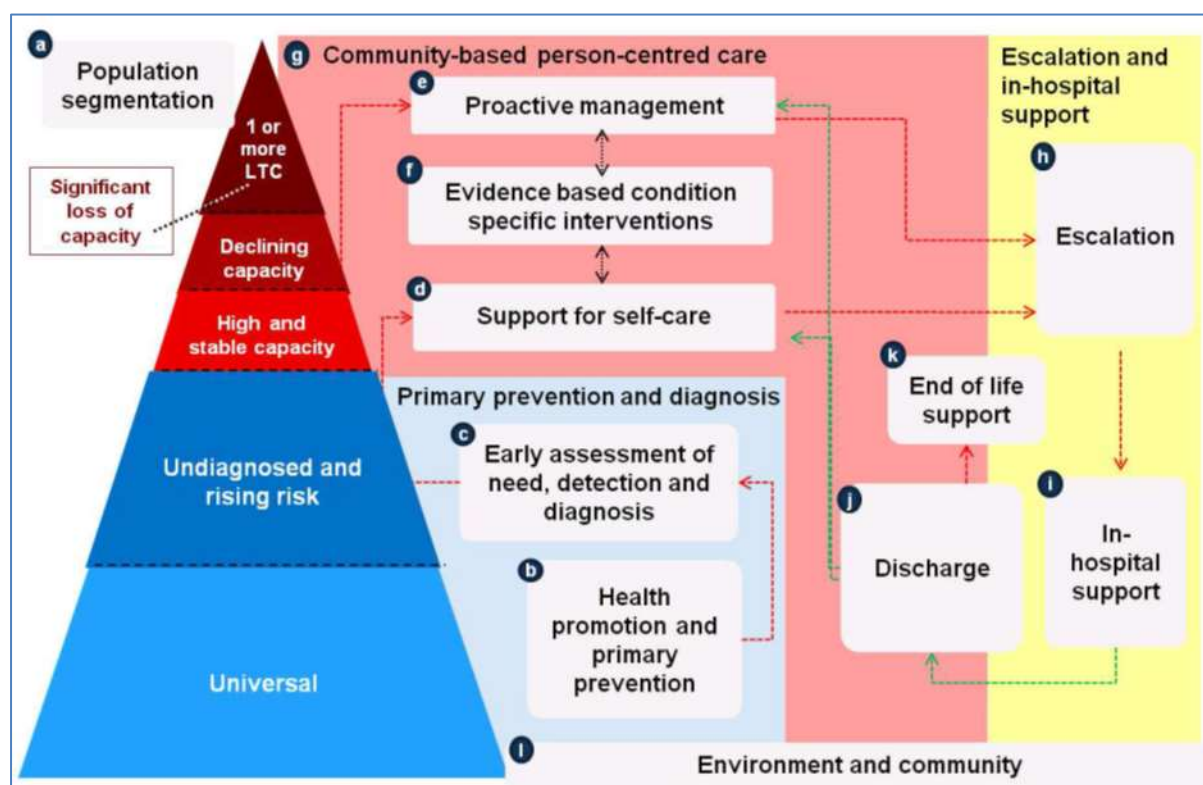 a
Population
segmentation
1 or
more
LTC
Significant
loss of
capacity
Declining
capacity
High and
stable capacity
Undiagnosed and
rising risk
Universal
g
Community-based person-centred care
e
Proactive management
f
Evidence based condition
specific interventions
d
Support for self-care
Primary prevention and diagnosis
c
Early assessment of
need, detection and
diagnosis
b
Health
promotion and
primary
prevention
Escalation and
in-hospital
support
h
Escalation
k
End of life
support
j
Discharge
i
In-
hospital
support
l
Environment and community